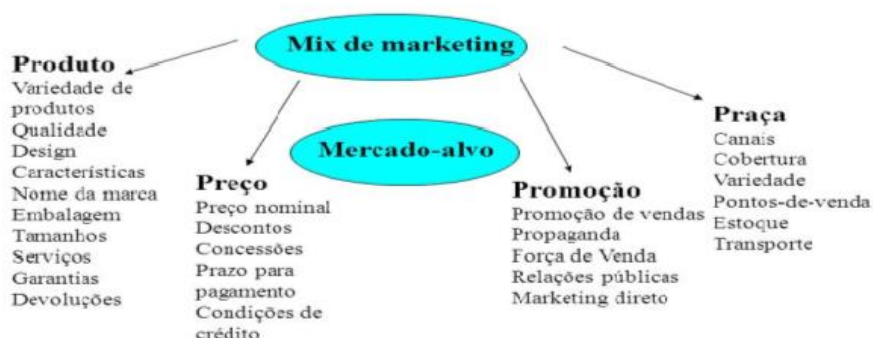 Mix de marketing
Mercado-alvo
Produto
Variedade de
produtos
Qualidade
Design
Características
Nome da marca
Embalagem
Tamanhos
Serviços
Garantias
Devoluções
Preço
Preço nominal
Descontos
Concessões
Prazo para
pagamento
Condições de
crédito
Promoção
Promoção de vendas
Propaganda
Força de Venda
Relações públicas
Marketing direto
Praça
Canais
Cobertura
Variedade
Pontos-de-venda
Estoque
Transporte